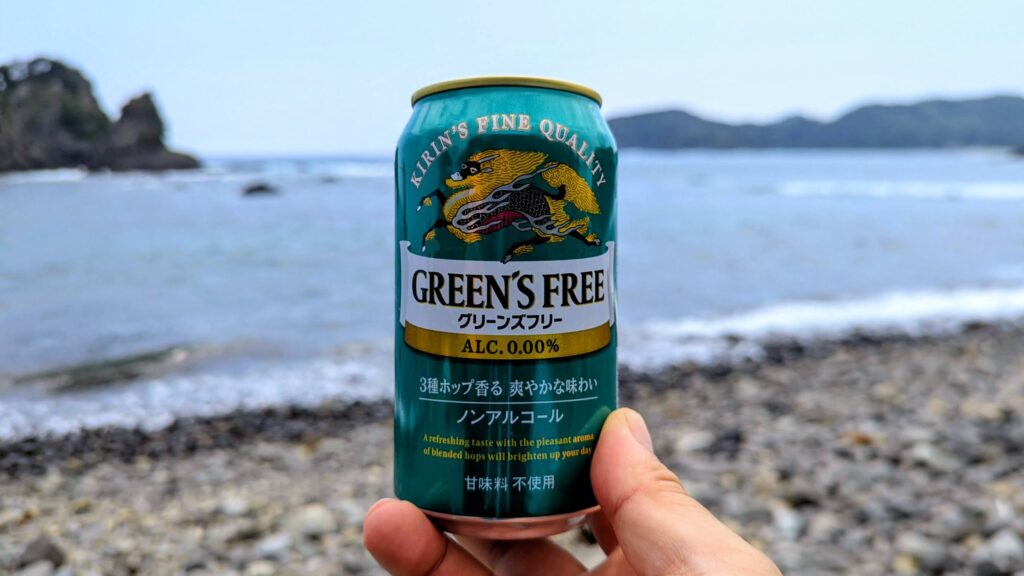 KIRIN'S FINE QUALITY
GREEN'S FREE
グリーンズフリー
ALC. 0.00%
3種ホップ香る 爽やかな味わい
ノンアルコール
A refreshing taste with the pleasant aroma
of blended hops will brighten up your day
甘味料 不使用